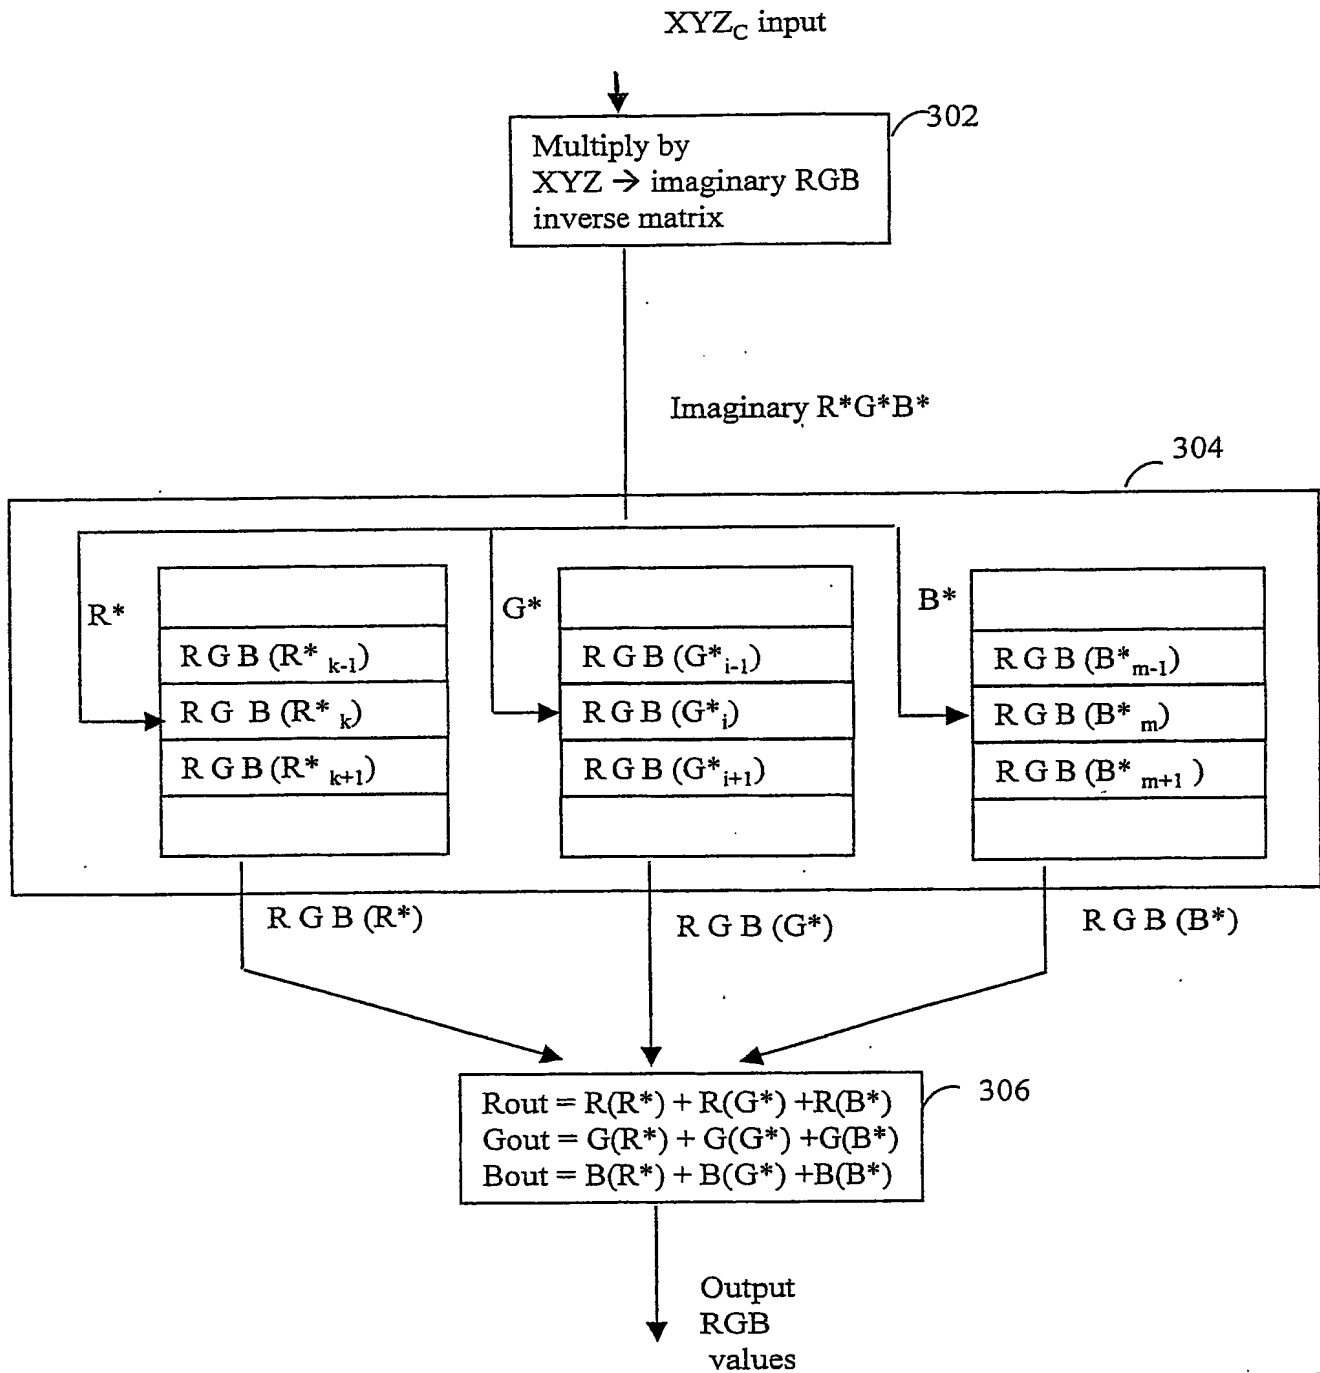 XYZC input
302
Multiply by
XYZ → imaginary RGB
inverse matrix
Imaginary R*G*B*
304
R*
G*
B*
R G B (R* k-1)
R G B (G*i-1)
R G B (B*m-1)
R G B (R* k)
R G B (G*i)
R G B (B* m)
R G B (R* k+1)
R G B (G*i+1)
R G B (B* m+1 )
R G B (R*)
R G B (G*)
R G B (B*)
306
Rout = R(R*) + R(G*) +R(B*)
Gout = G(R*) + G(G*) +G(B*)
Bout = B(R*) + B(G*) +B(B*)
Output
RGB
values